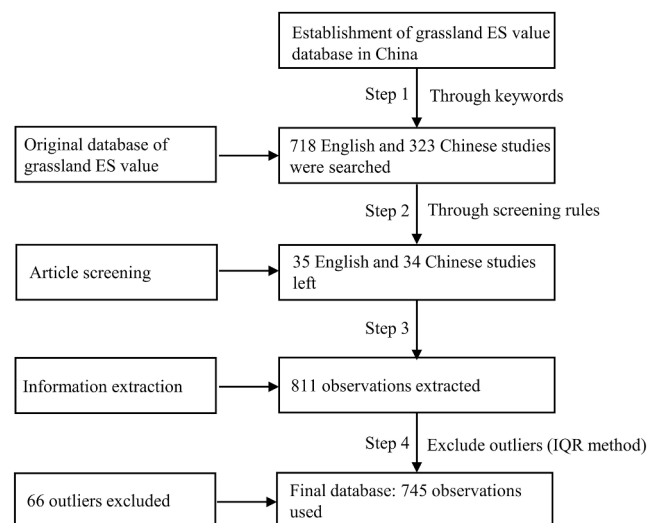 Establishment of grassland ES value
database in China
Step 1
Through keywords
Original database of
grassland ES value
718 English and 323 Chinese studies
were searched
Step 2
Through screening rules
Article screening
35 English and 34 Chinese studies
left
Step 3
Information extraction
811 observations extracted
Step 4
Exclude outliers (IQR method)
66 outliers excluded
Final database: 745 observations
used